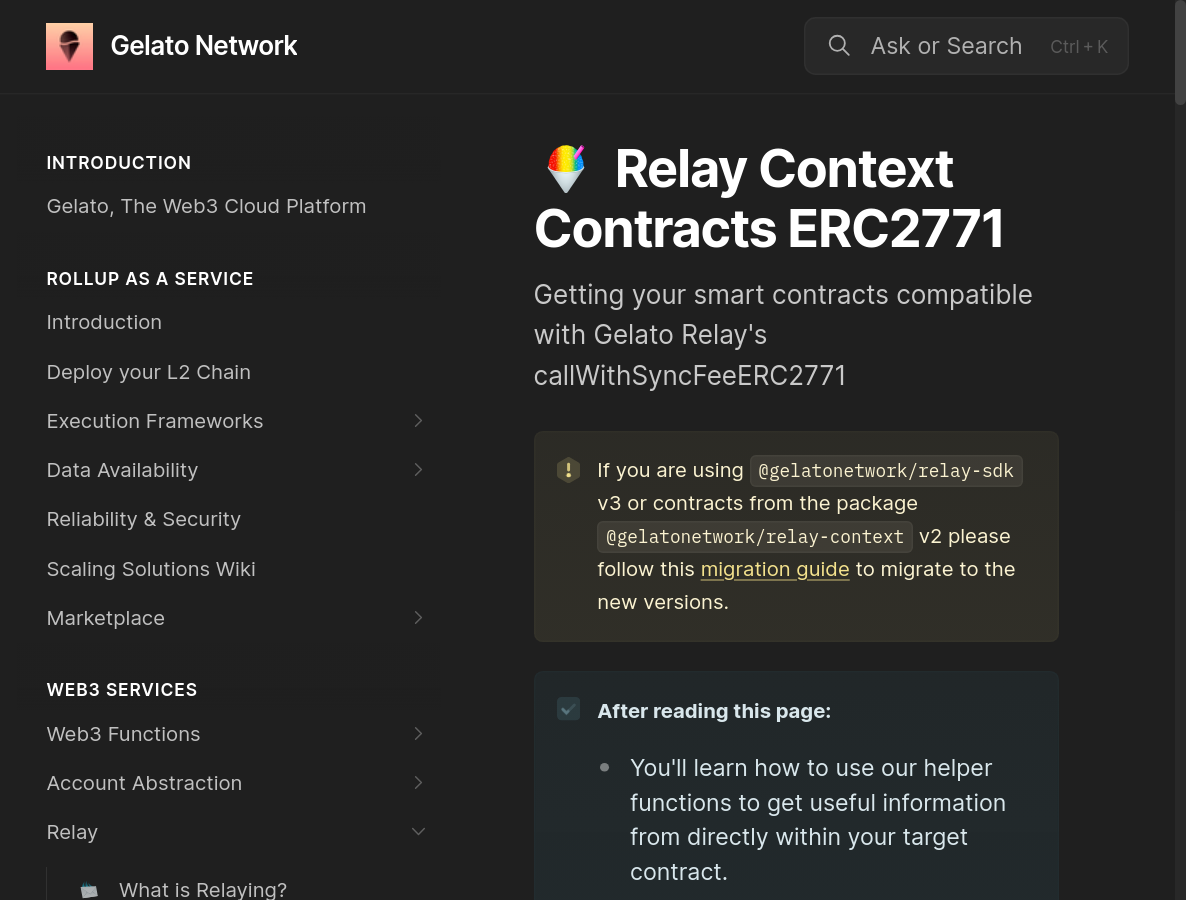 Gelato Network
Ask or Search Ctrl + K
INTRODUCTION
Gelato, The Web3 Cloud Platform
ROLLUP AS A SERVICE
Introduction
Deploy your L2 Chain
Execution Frameworks
Data Availability
Reliability & Security
Scaling Solutions Wiki
Marketplace
WEB3 SERVICES
Web3 Functions
Account Abstraction
Relay
What is Relaying?
Relay Context
Contracts ERC2771
Getting your smart contracts compatible
with Gelato Relay's
callWithSyncFeeERC2771
If you are using @gelatonetwork/relay-sdk
v3 or contracts from the package
@gelatonetwork/relay-context v2 please
follow this migration guide to migrate to the
new versions.
After reading this page:
You'll learn how to use our helper
functions to get useful information
from directly within your target
contract.